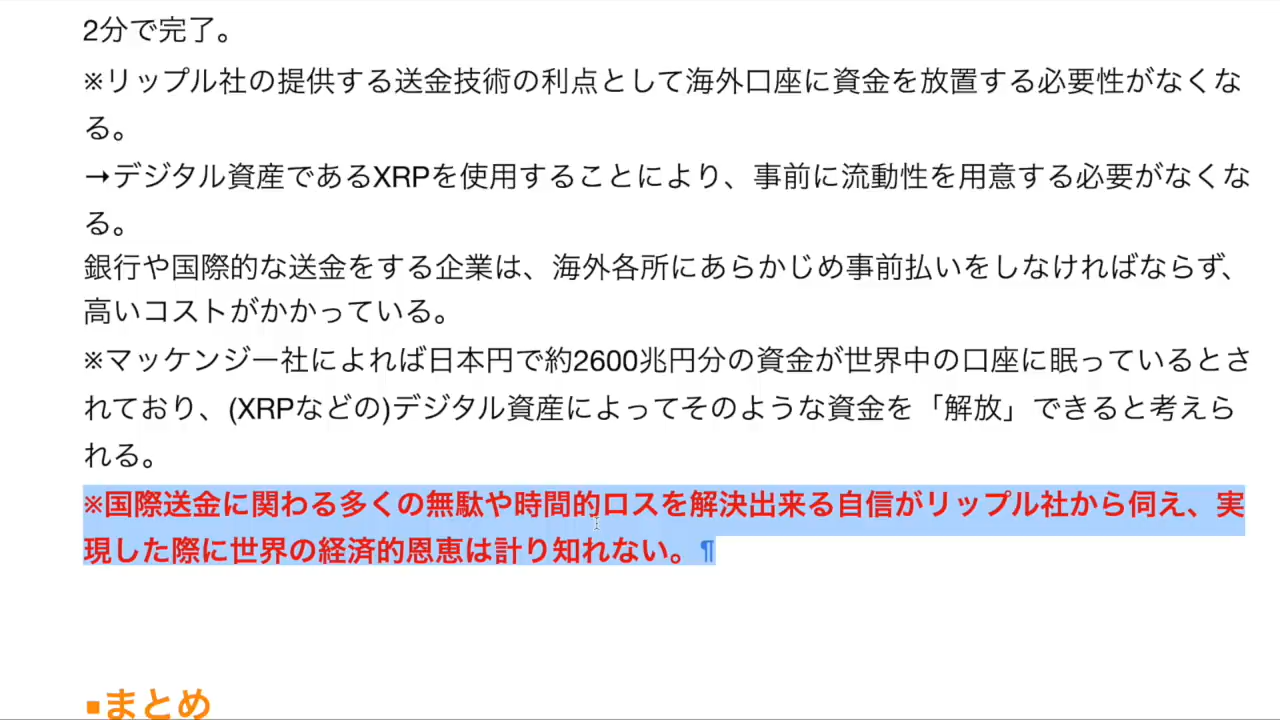 2分で完了。
※リップル社の提供する送金技術の利点として海外口座に資金を放置する必要性がなくな
る。
→デジタル資産であるXRPを使用することにより、事前に流動性を用意する必要がなくな
る。
銀行や国際的な送金をする企業は、海外各所にあらかじめ事前払いをしなければならず、
高いコストがかかっている。
※マッケンジー社によれば日本円で約2600兆円分の資金が世界中の口座に眠っているとさ
れており、(XRPなどの)デジタル資産によってそのような資金を「解放」できると考えら
れる。
※国際送金に関わる多くの無駄や時間的ロスを解決出来る自信がリップル社から伺え、実
現した際に世界の経済的恩恵は計り知れない。¶
▪まとめ